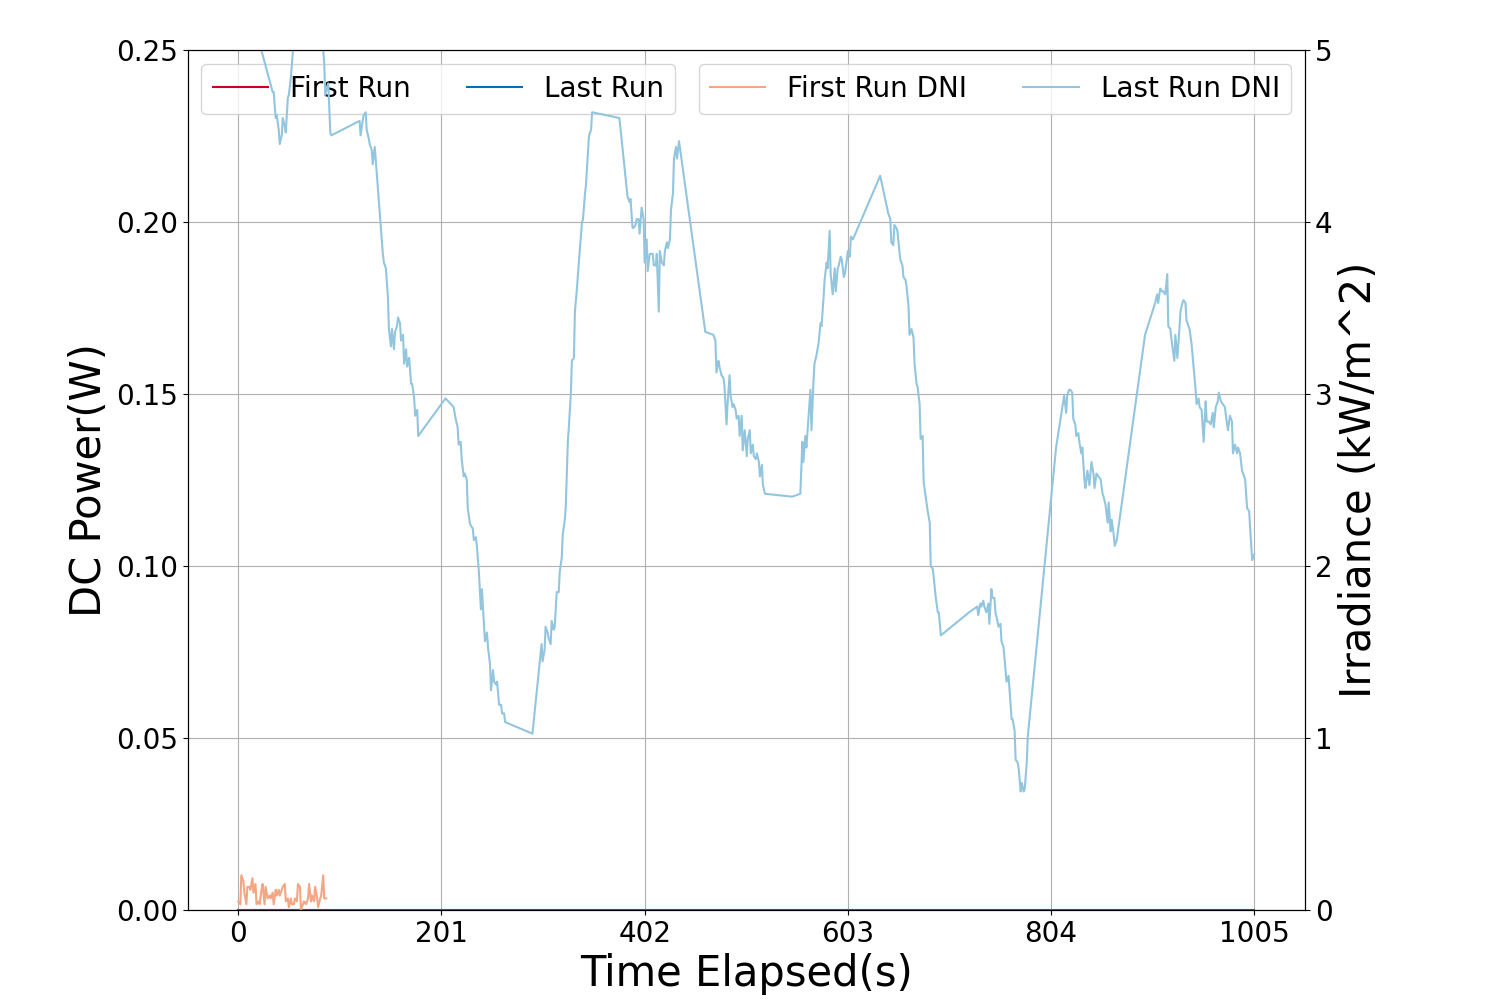 First Run
Last Run
First Run DNI
Last Run DNI
0.25
0.20
0.15
0.10
0.05
0.00
DC Power(W)
5
4
3
2
1
0
Irradiance (kW/m^2)
0 201 402 603 804 1005
Time Elapsed(s)